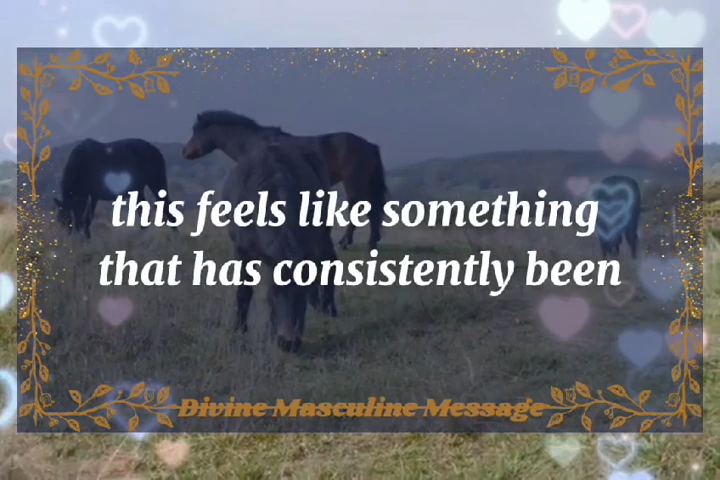 this feels like something
that has consistently been
Divine Masculine Message